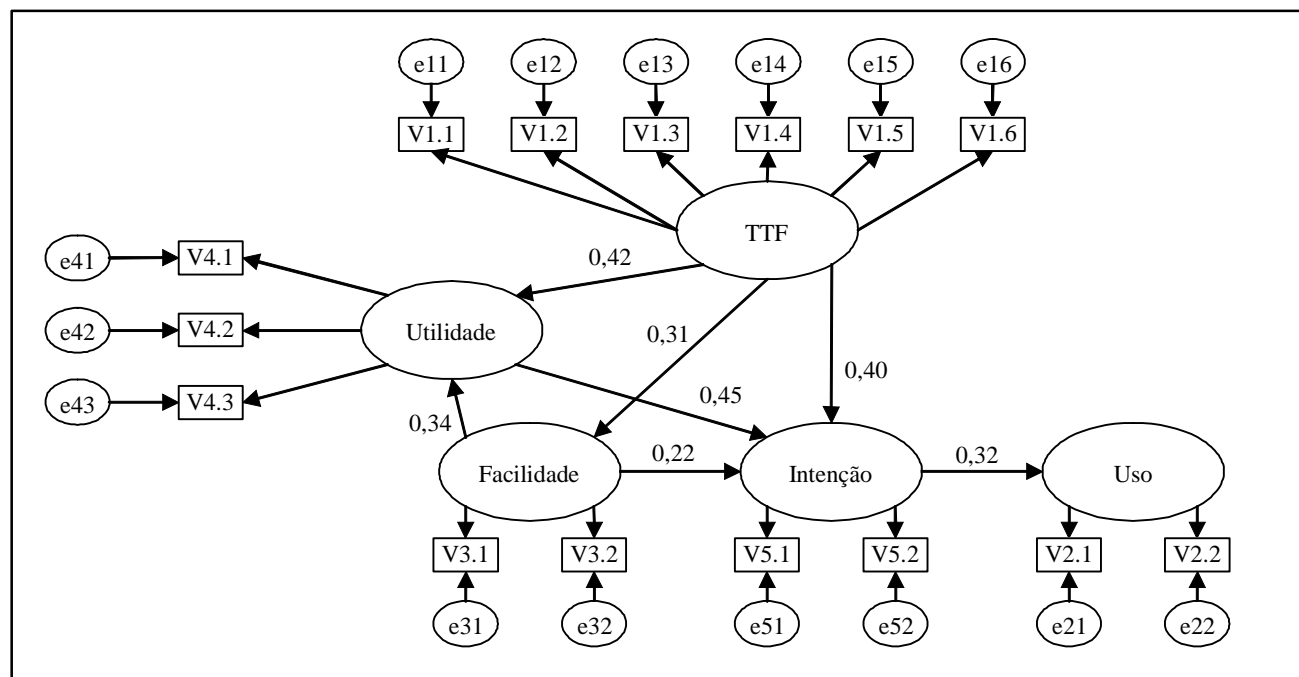 e11 e12 e13 e14 e15 e16
V1.1 V1.2 V1.3 V1.4 V1.5 V1.6
TTF
e41 V4.1
0,42
e42 V4.2 Utilidade
0,31
0,40
e43 V4.3
0,45
0,34
0,22
0,32
Facilidade Intenção Uso
V3.1 V3.2 V5.1 V5.2 V2.1 V2.2
e31 e32 e51 e52 e21 e22